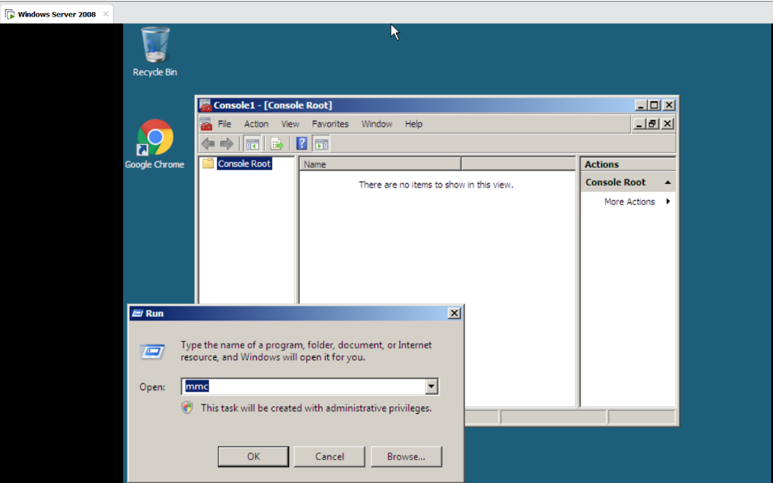 Windows Server 2008
Recycle Bin
Google Chrome
Console1 - [Console Root]
File Action View Favorites Window Help
Console Root
Name
There are no items to show in this view.
Actions
Console Root
More Actions
Run
Type the name of a program, folder, document, or Internet
resource, and Windows will open it for you.
Open: mmc
This task will be created with administrative privileges.
OK Cancel Browse...